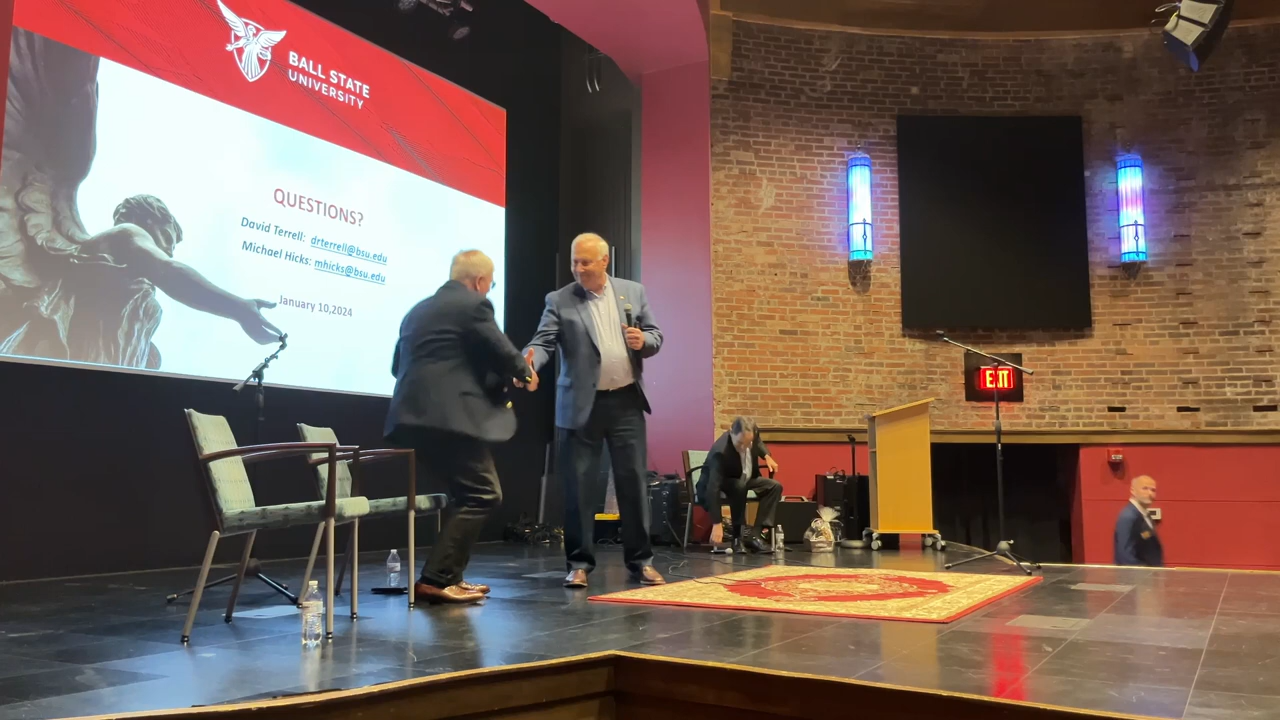 BALL STATE
UNIVERSITY
QUESTIONS?
David Terrell: drterrell@bsu.edu
Michael Hicks: mhicks@bsu.edu
January 10,2024
EXIT